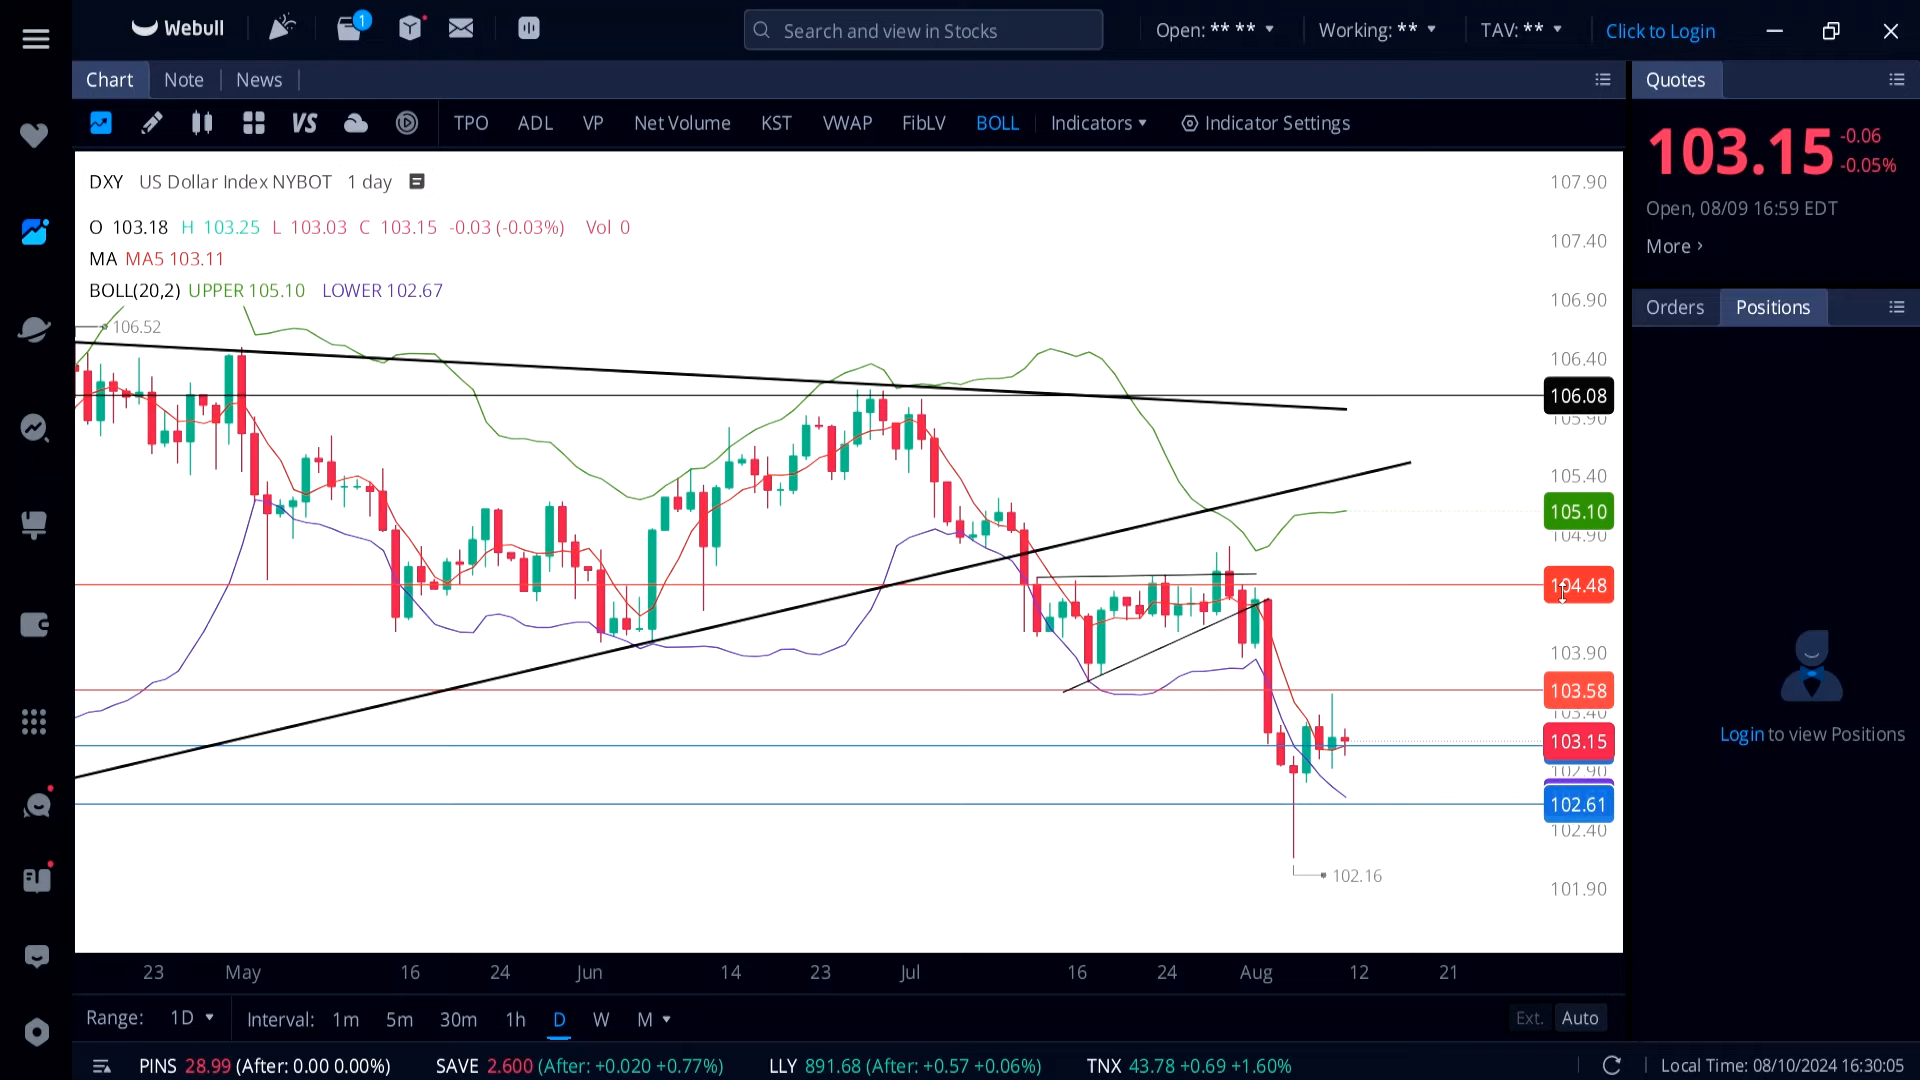 Webull
1
Search and view in Stocks
Open: ** **
Working: **
TAV: **
Click to Login
Chart
Note
News
Quotes
VS
TPO ADL VP Net Volume KST VWAP FibLV BOLL Indicators Indicator Settings
103.15
-0.06
-0.05%
Open, 08/09 16:59 EDT
More
Orders
Positions
DXY US Dollar Index NYBOT 1 day
O 103.18 H 103.25 L 103.03 C 103.15 -0.03 (-0.03%) Vol 0
MA MA5 103.11
BOLL(20,2) UPPER 105.10 LOWER 102.67
106.52
107.90
107.40
106.90
106.40
106.08
105.90
105.40
105.10
104.90
104.48
103.90
103.58
103.40
103.15
102.90
102.61
102.40
101.90
102.16
Login to view Positions
23 May 16 24 Jun 14 23 Jul 16 24 Aug 12 21
Range: 1D Interval: 1m 5m 30m 1h D W M
Ext. Auto
PINS 28.99 (After: 0.00 0.00%) SAVE 2.600 (After: +0.020 +0.77%) LLY 891.68 (After: +0.57 +0.06%) TNX 43.78 +0.69 +1.60%
Local Time: 08/10/2024 16:30:05